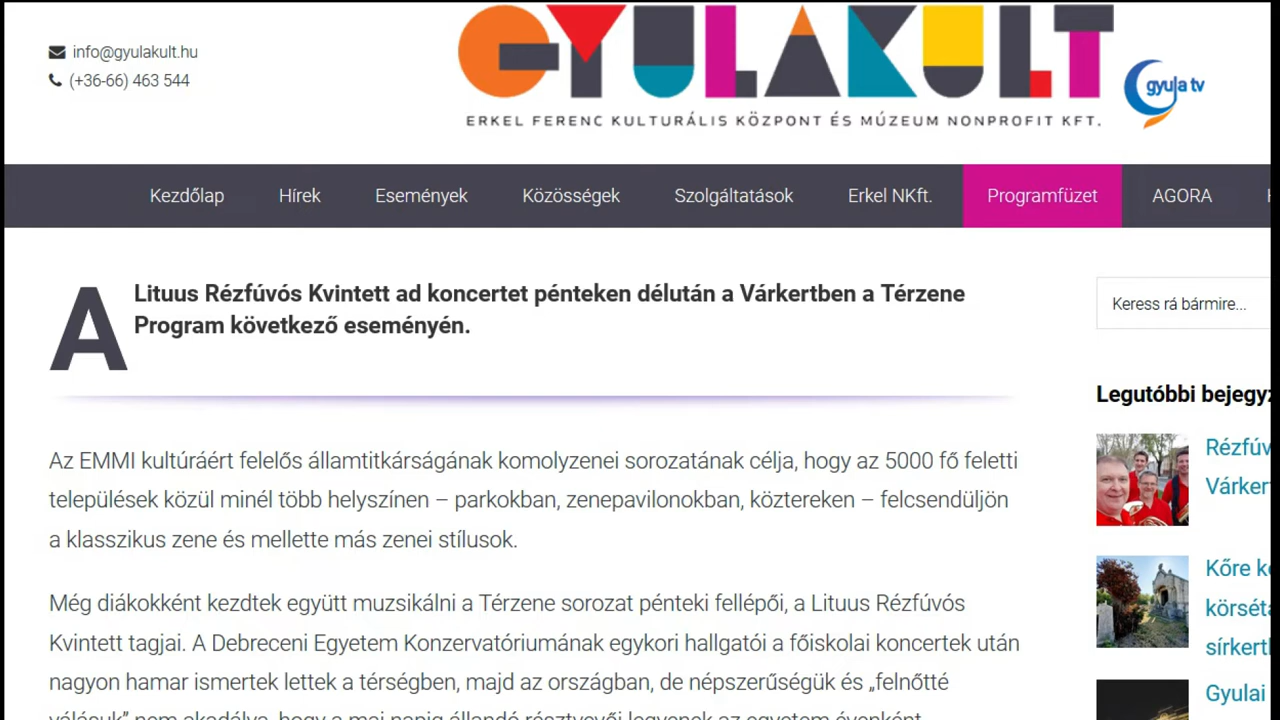 info@gyulakult.hu
(+36-66) 463 544
GYULAKULT
ERKEL FERENC KULTURÁLIS KÖZPONT ÉS MÚZEUM NONPROFIT KFT.
gyula tv
Kezdőlap Hírek Események Közösségek Szolgáltatások Erkel NKft. Programfüzet AGORA
A Lituus Rézfúvós Kvintett ad koncertet pénteken délután a Várkertben a Térzene
Program következő eseményén.
Az EMMI kultúráért felelős államtitkárságának komolyzenei sorozatának célja, hogy az 5000 fő feletti
települések közül minél több helyszínen – parkokban, zenepavilonokban, köztereken – felcsendüljön
a klasszikus zene és mellette más zenei stílusok.
Még diákokként kezdtek együtt muzsikálni a Térzene sorozat pénteki fellépői, a Lituus Rézfúvós
Kvintett tagjai. A Debreceni Egyetem Konzervatóriumának egykori hallgatói a főiskolai koncertek után
nagyon hamar ismertek lettek a térségben, majd az országban, de népszerűségük és „felnőtté
válásuk” nem akadálya, hogy a mai napig állandó résztvevői legyenek az egyetem évenként
Keress rá bármire...
Legutóbbi bejegyz
Rézfúv
Várker
Kőre k
körséta
sírkert
Gyulai